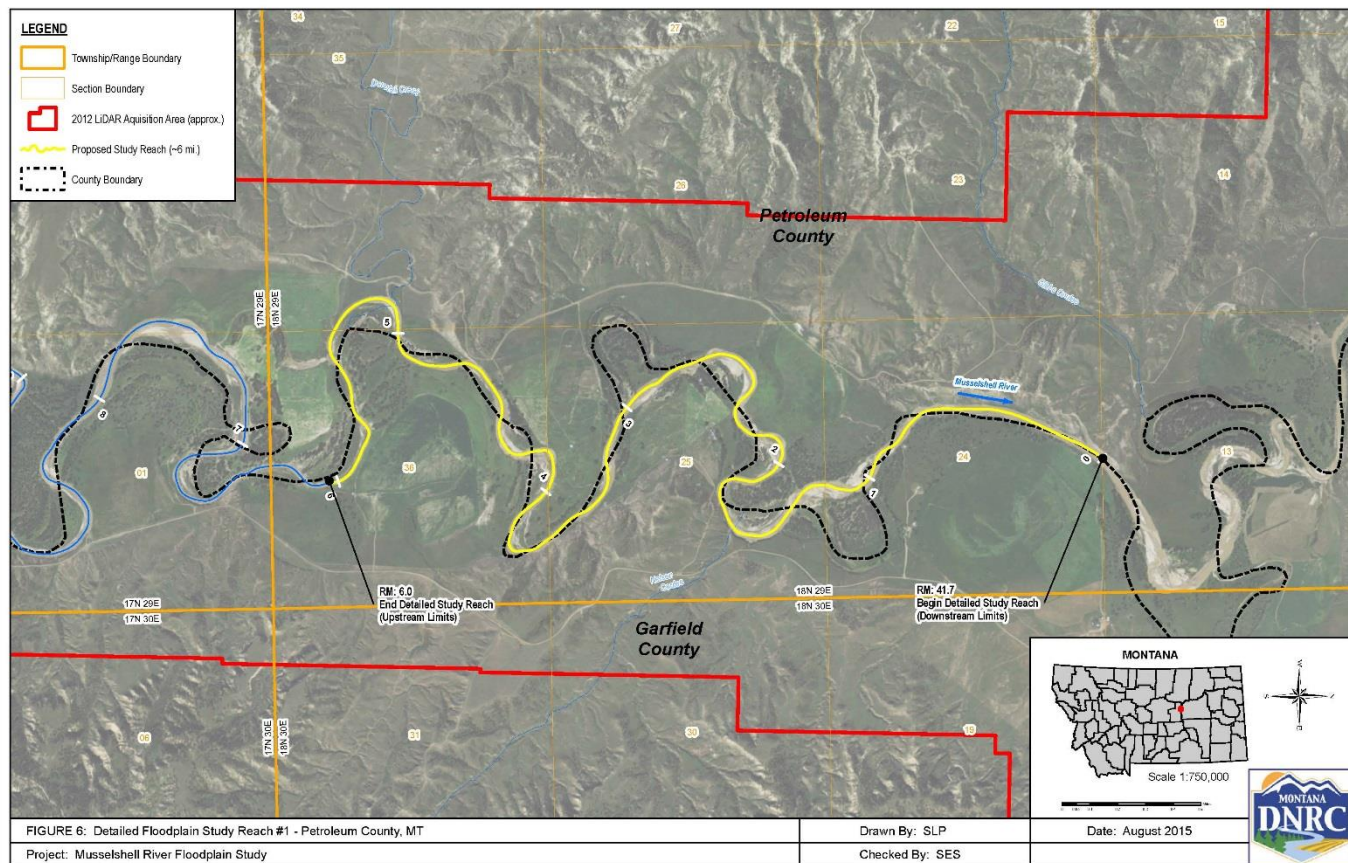 LEGEND
Township/Range Boundary
Section Boundary
2012 LiDAR Aquisition Area (approx.)
Proposed Study Reach (~6 mi.)
County Boundary
34
35
27
22
15
26
23
14
Petroleum
County
17N 29E
18N 29E
5
8
7
6
01
36
4
3
25
2
1
24
Musselshell River
0
13
RM: 6.0
End Detailed Study Reach
(Upstream Limits)
RM: 41.7
Begin Detailed Study Reach
(Downstream Limits)
17N 29E
17N 30E
18N 29E
18N 30E
Garfield
County
17N 30E
18N 30E
06
31
30
19
MONTANA
Scale 1:750,000
MONTANA
DNRC
FIGURE 6: Detailed Floodplain Study Reach #1 - Petroleum County, MT
Drawn By: SLP
Date: August 2015
Project: Musselshell River Floodplain Study
Checked By: SES